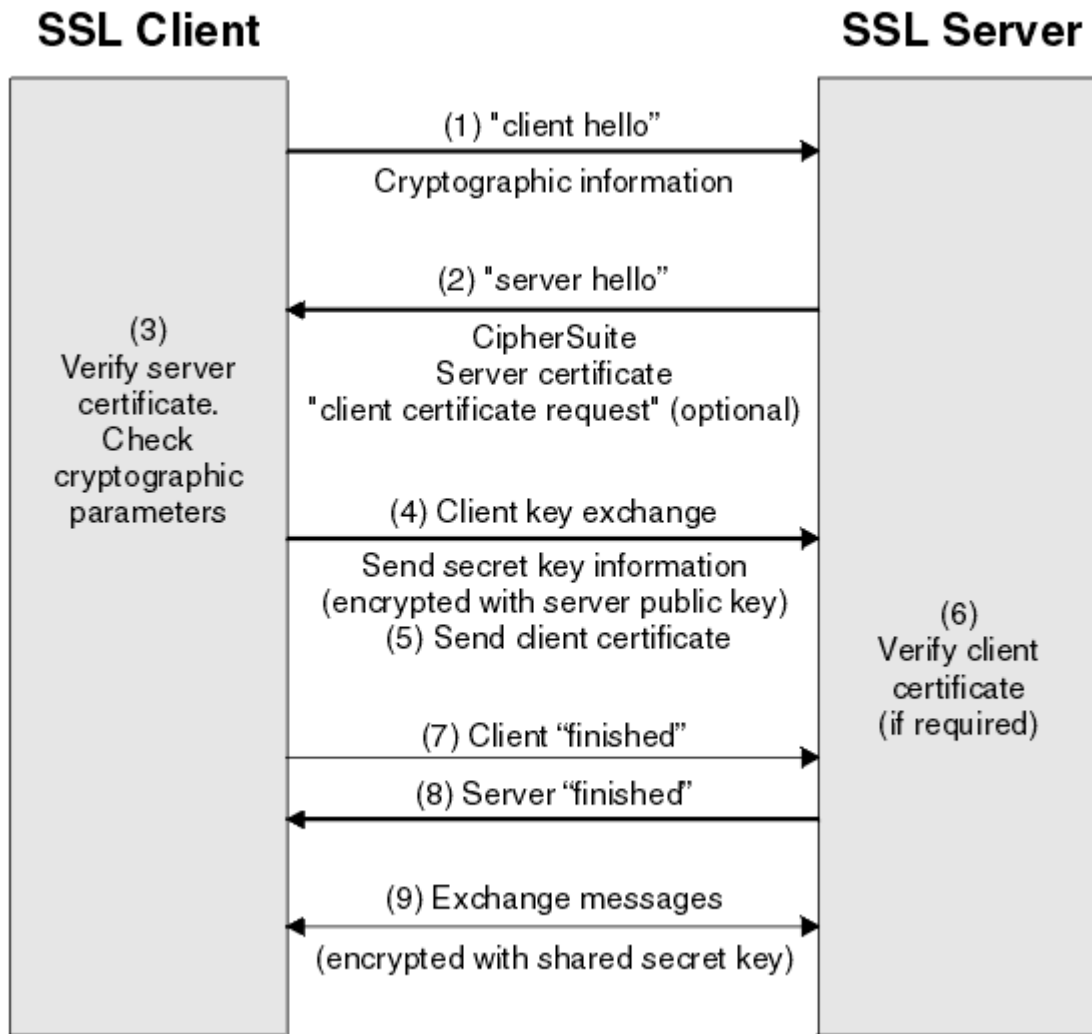 SSL Client
SSL Server
(1) "client hello”
Cryptographic information
(2) "server hello”
CipherSuite
Server certificate
"client certificate request" (optional)
(3)
Verify server
certificate.
Check
cryptographic
parameters
(4) Client key exchange
Send secret key information
(encrypted with server public key)
(5) Send client certificate
(6)
Verify client
certificate
(if required)
(7) Client “finished”
(8) Server “finished”
(9) Exchange messages
(encrypted with shared secret key)